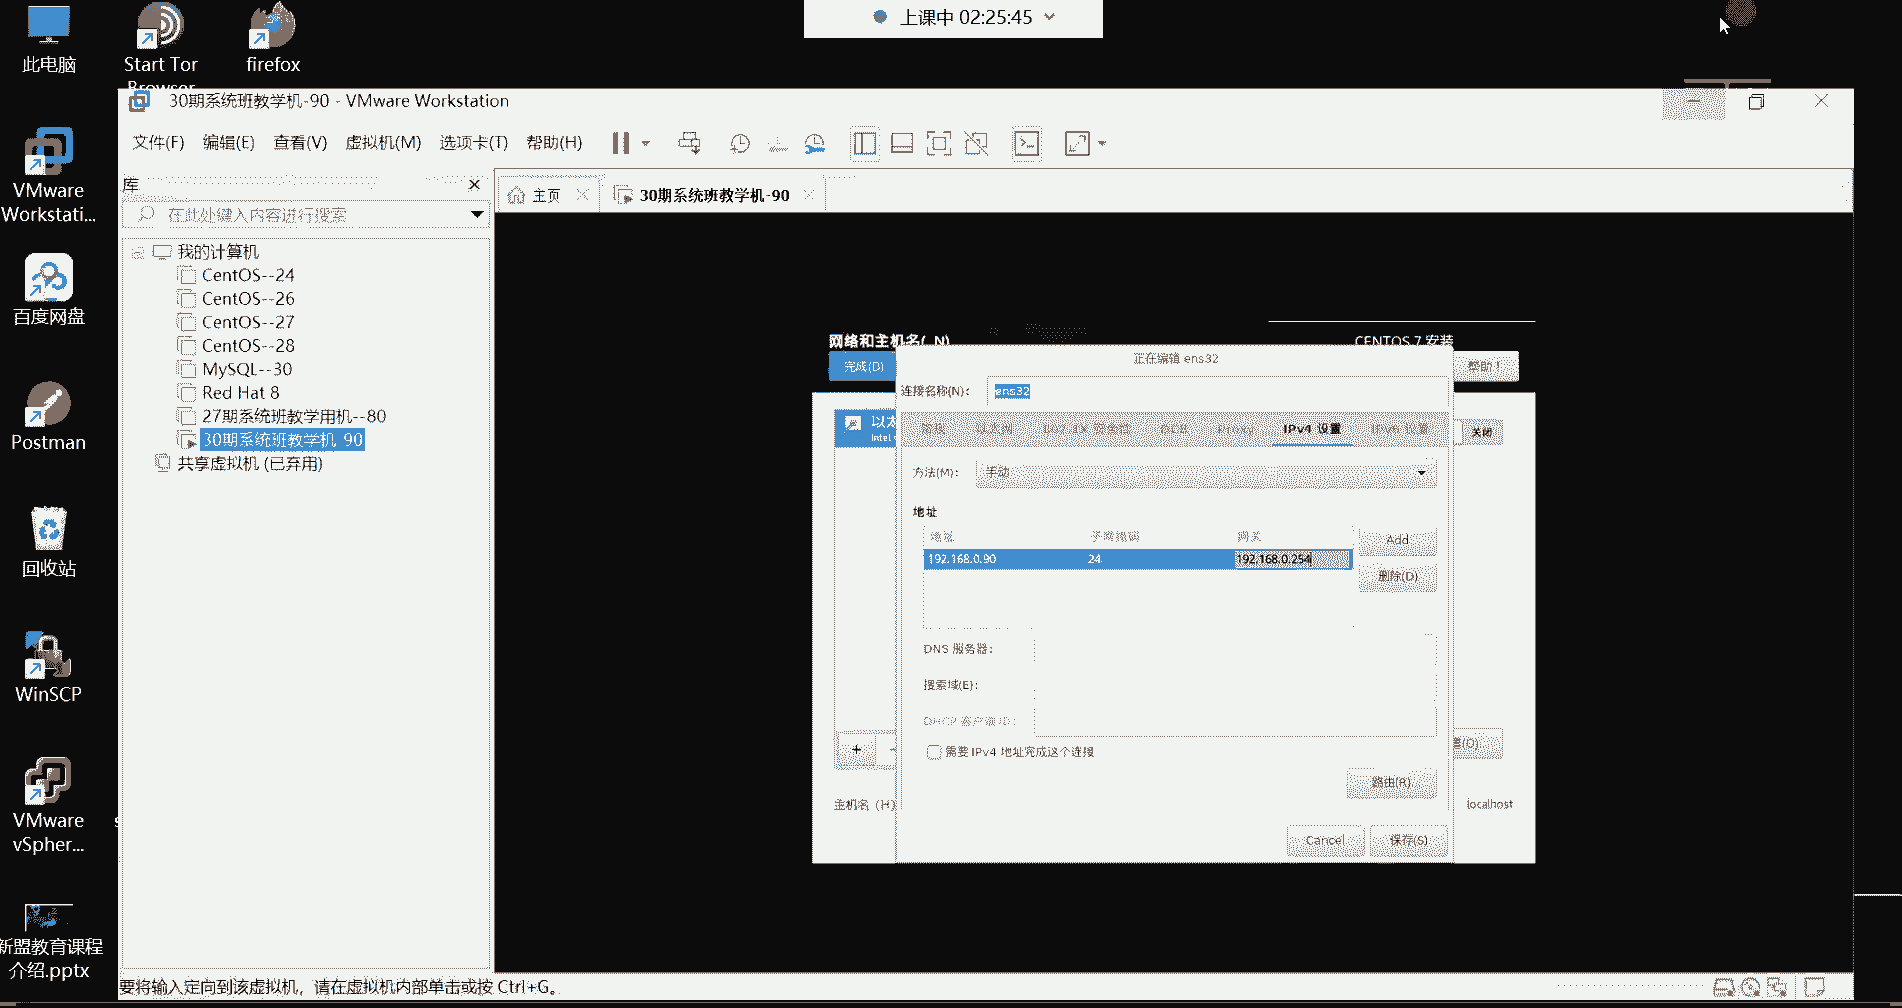 上课中 02:25:45
此电脑
Start Tor
Browser
firefox
VMware
Workstati...
百度网盘
Postman
回收站
WinSCP
VMware
vSpher...
新盟教育课程
介绍.pptx
30期系统班教学机-90 - VMware Workstation
文件(F) 编辑(E) 查看(V) 虚拟机(M) 选项卡(T) 帮助(H)
库
在此处键入内容进行搜索
主页
30期系统班教学机-90
我的计算机
CentOS--24
CentOS--26
CentOS--27
CentOS--28
MySQL--30
Red Hat 8
27期系统班教学用机--80
30期系统班教学机-90
共享虚拟机 (已弃用)
网络和主机名(_N)
CENTOS 7 安装
完成(D)
帮助!
正在编辑 ens32
连接名称(N): ens32
以太
Intel
关闭
常规 以太网 802.1X 安全性 DCB Proxy IPv4 设置 IPv6 设置
方法(M): 手动
地址
地址 子网掩码 网关
192.168.0.90 24 192.168.0.254
Add
删除(D)
DNS 服务器:
搜索域(E):
DHCP 客户端 ID:
需要 IPv4 地址完成这个连接
置(O)
路由(R)
主机名 (H)
localhost
Cancel 保存(S)
要将输入定向到该虚拟机，请在虚拟机内部单击或按 Ctrl+G。